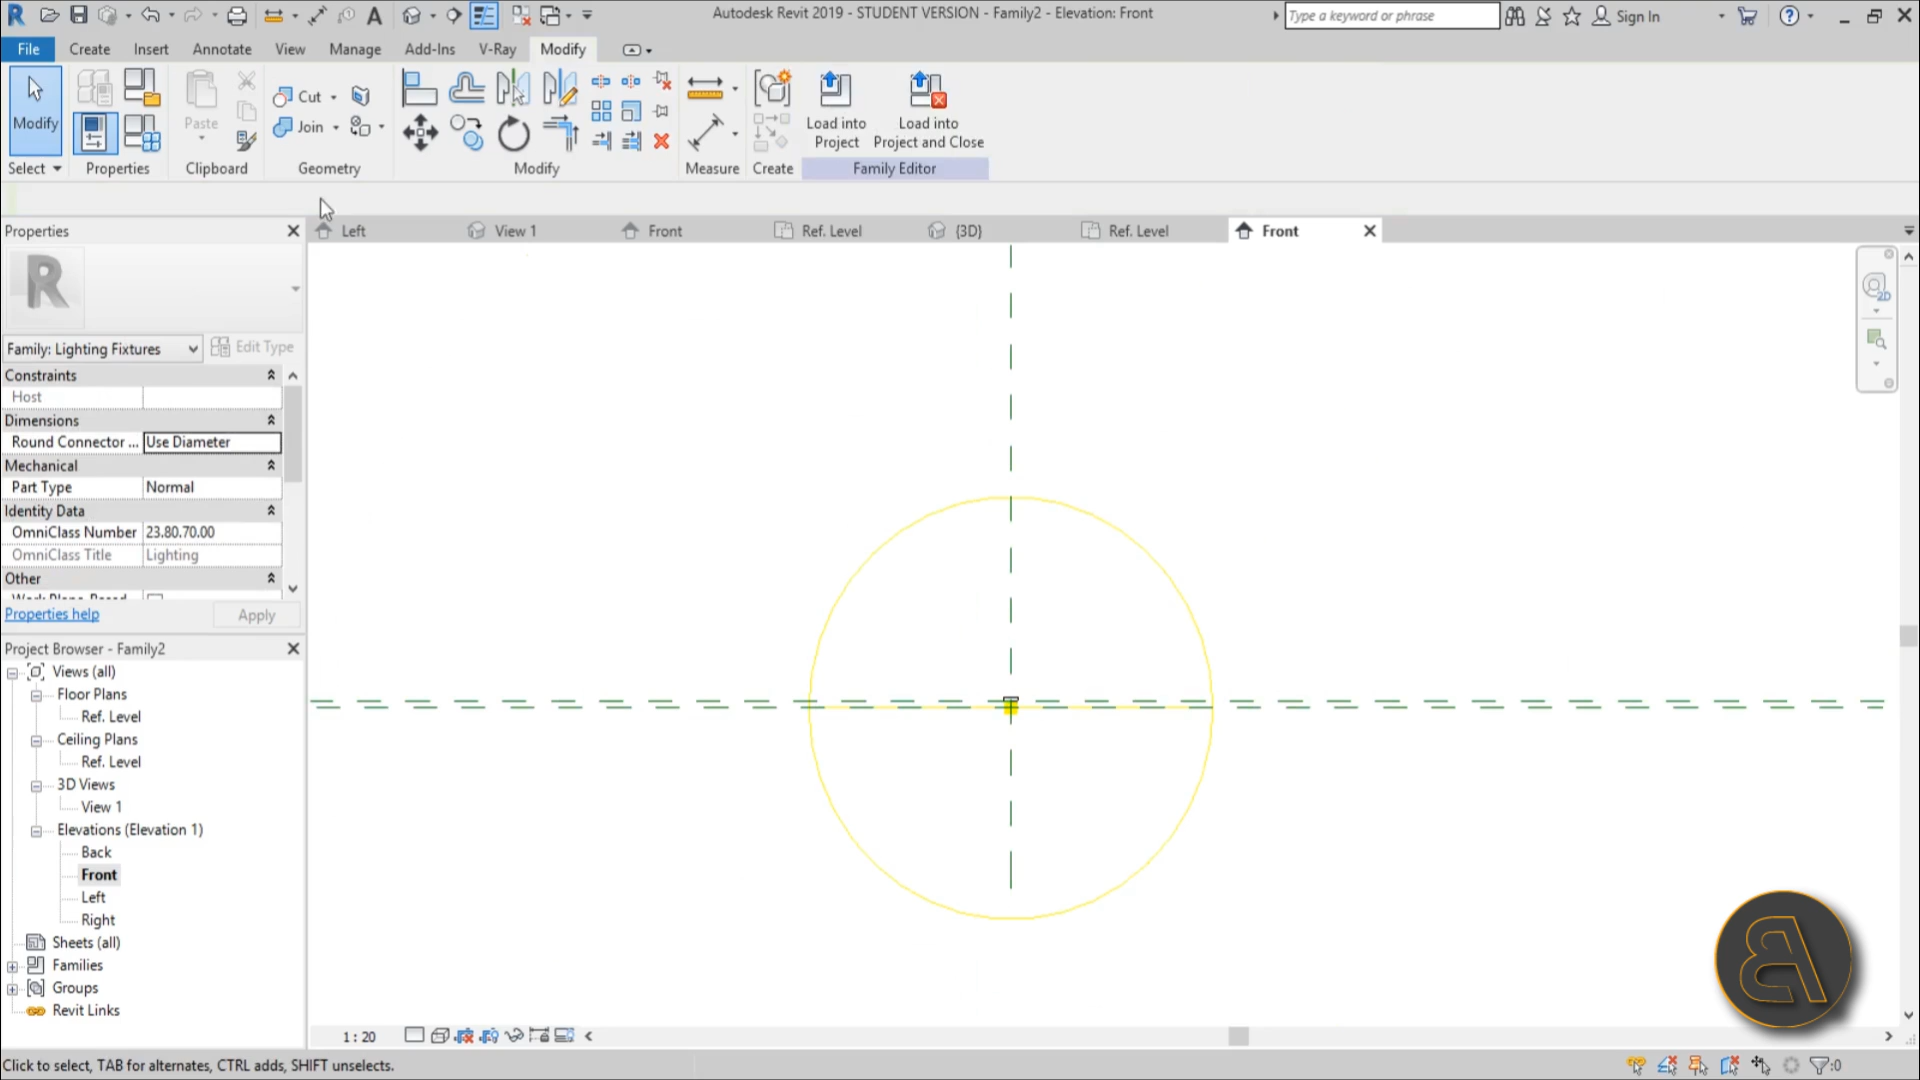 Autodesk Revit 2019 - STUDENT VERSION - Family2 - Elevation: Front
Type a keyword or phrase
Sign In
File Create Insert Annotate View Manage Add-Ins V-Ray Modify
Modify
Paste
Cut
Join
Load into Project
Load into Project and Close
Select Properties Clipboard Geometry Modify Measure Create Family Editor
Properties
Left View 1 Front Ref. Level {3D} Ref. Level Front
Family: Lighting Fixtures
Edit Type
Constraints
Host
Dimensions
Round Connector ... Use Diameter
Mechanical
Part Type Normal
Identity Data
OmniClass Number 23.80.70.00
OmniClass Title Lighting
Other
Properties help Apply
Project Browser - Family2
Views (all)
Floor Plans
Ref. Level
Ceiling Plans
Ref. Level
3D Views
View 1
Elevations (Elevation 1)
Back
Front
Left
Right
Sheets (all)
Families
Groups
Revit Links
1 : 20
Click to select, TAB for alternates, CTRL adds, SHIFT unselects.
:0